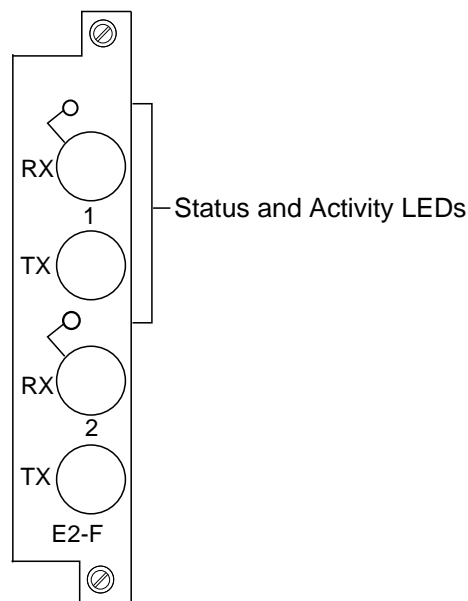 RX
1
Status and Activity LEDs
TX
RX
2
TX
E2-F